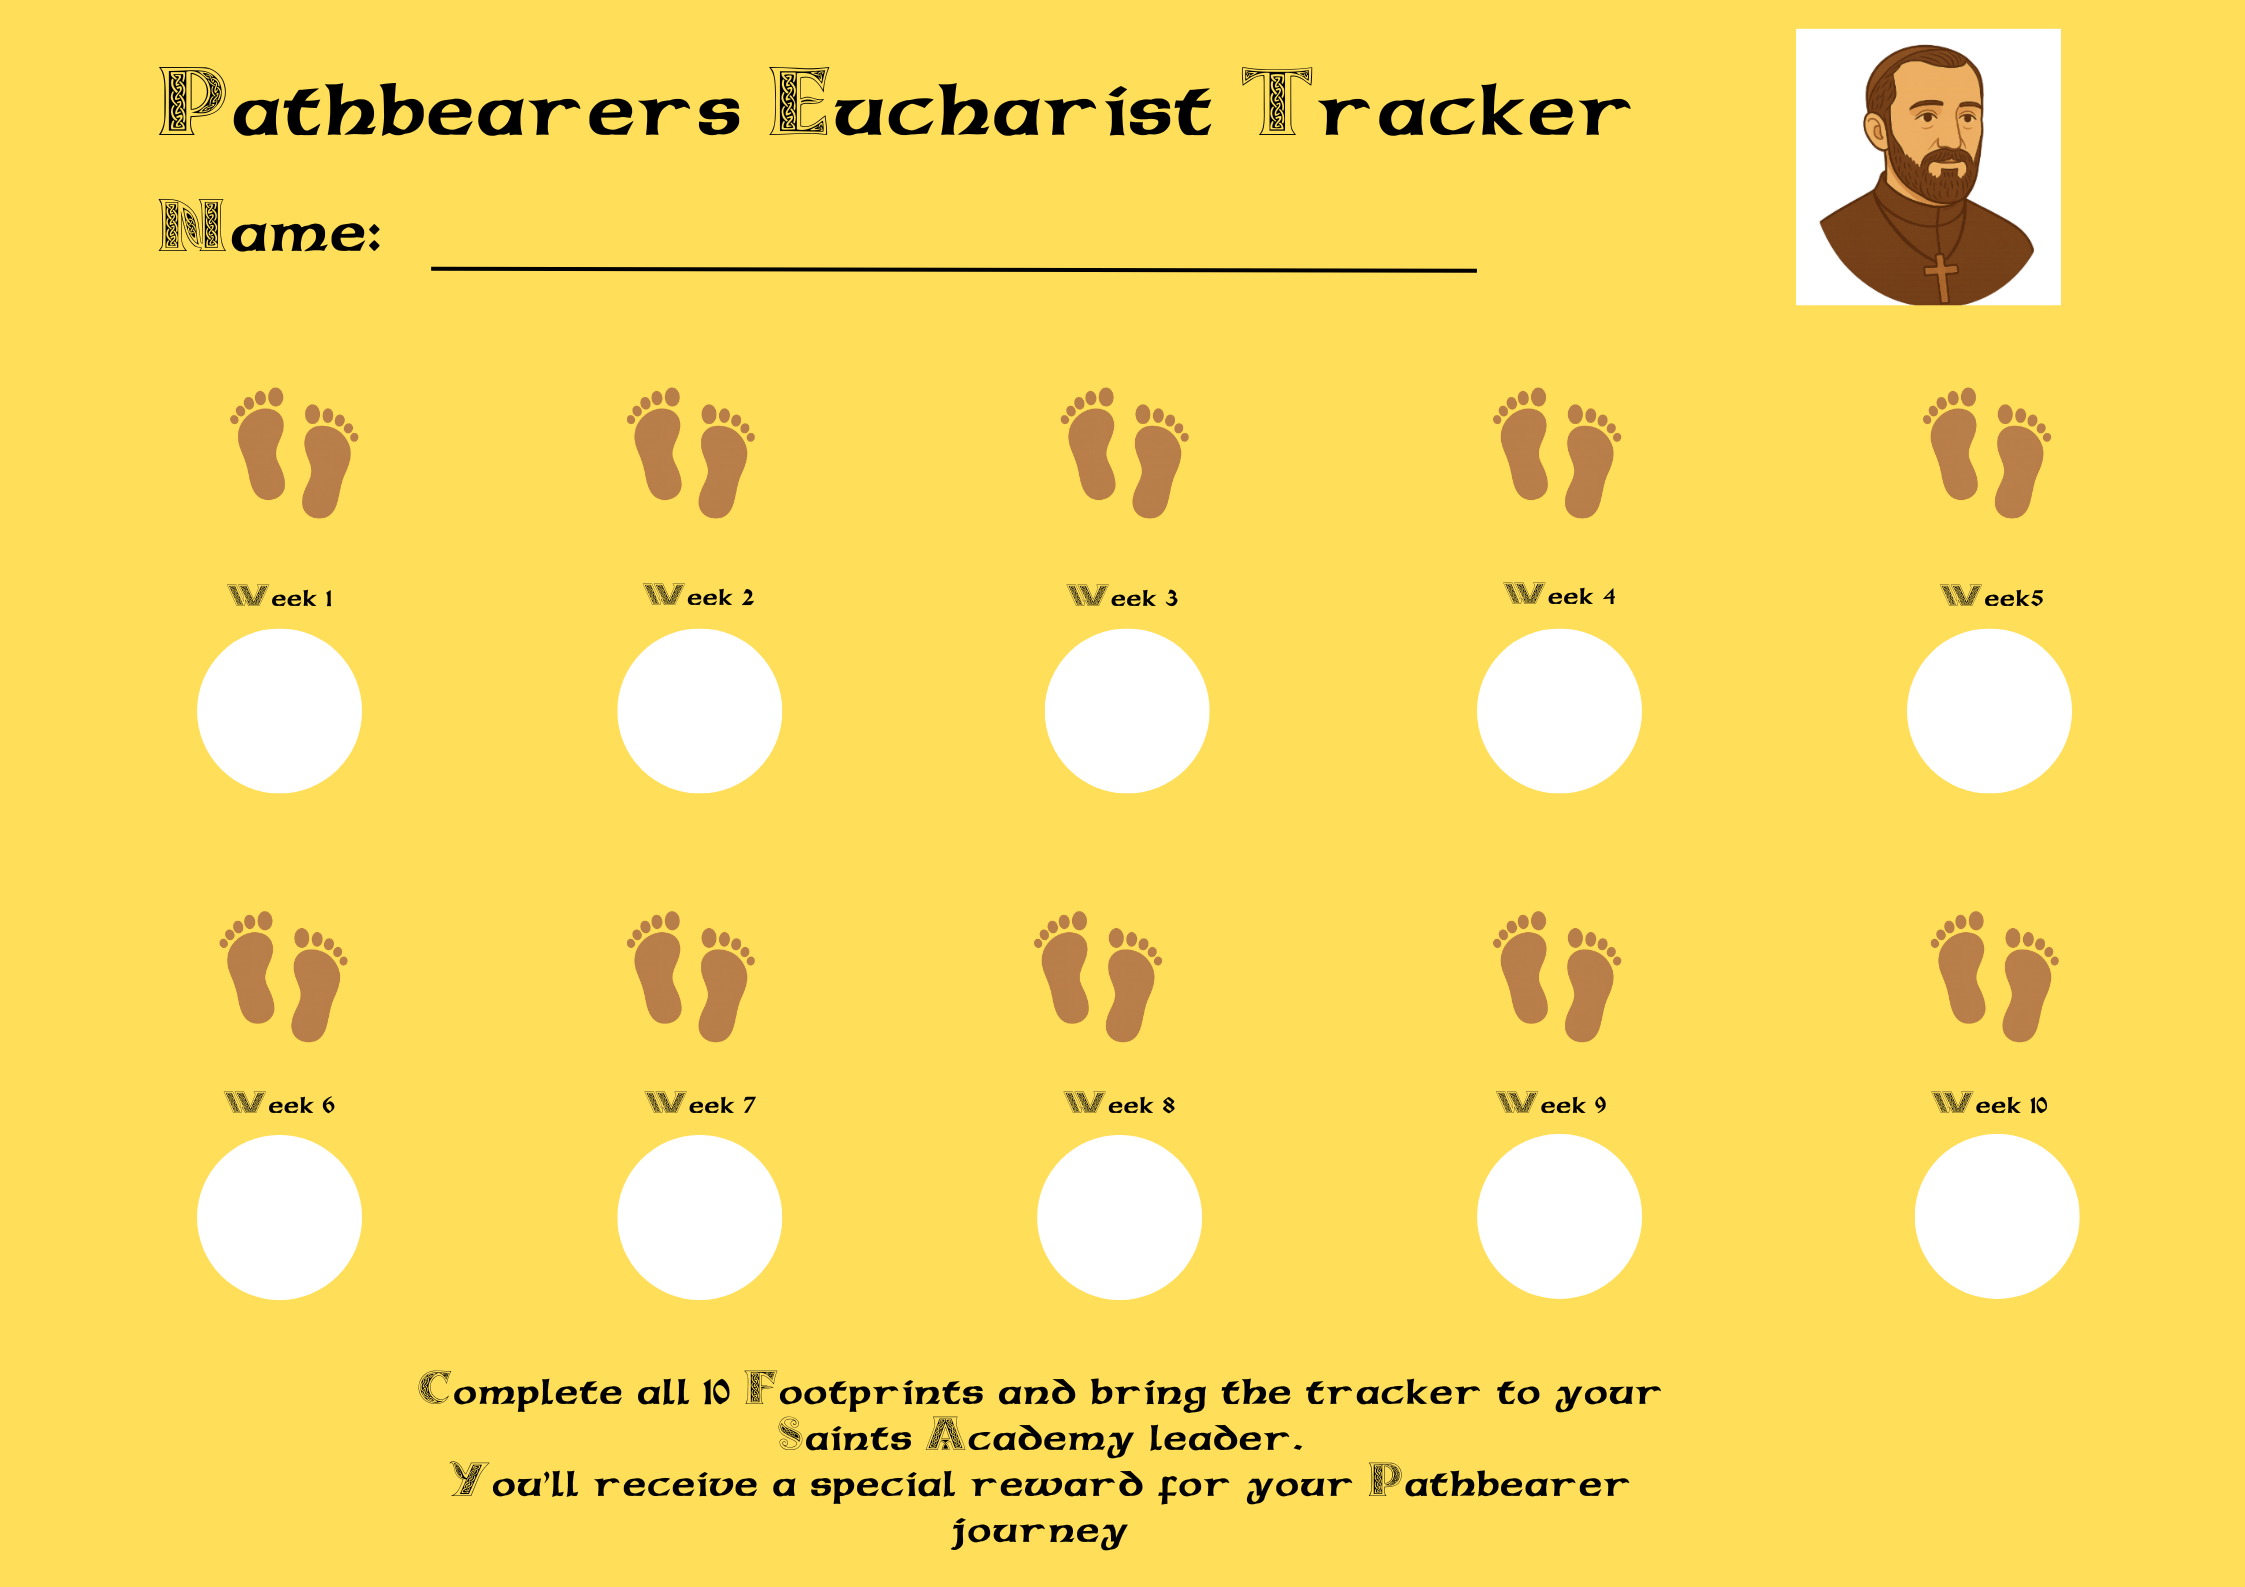 Pathbearers Eucharist Tracker
Name:
Week 1
Week 2
Week 3
Week 4
Week5
Week 6
Week 7
Week 8
Week 9
Week 10
Complete all 10 Footprints and bring the tracker to your
Saints Academy leader.
You'll receive a special reward for your Pathbearer
journey